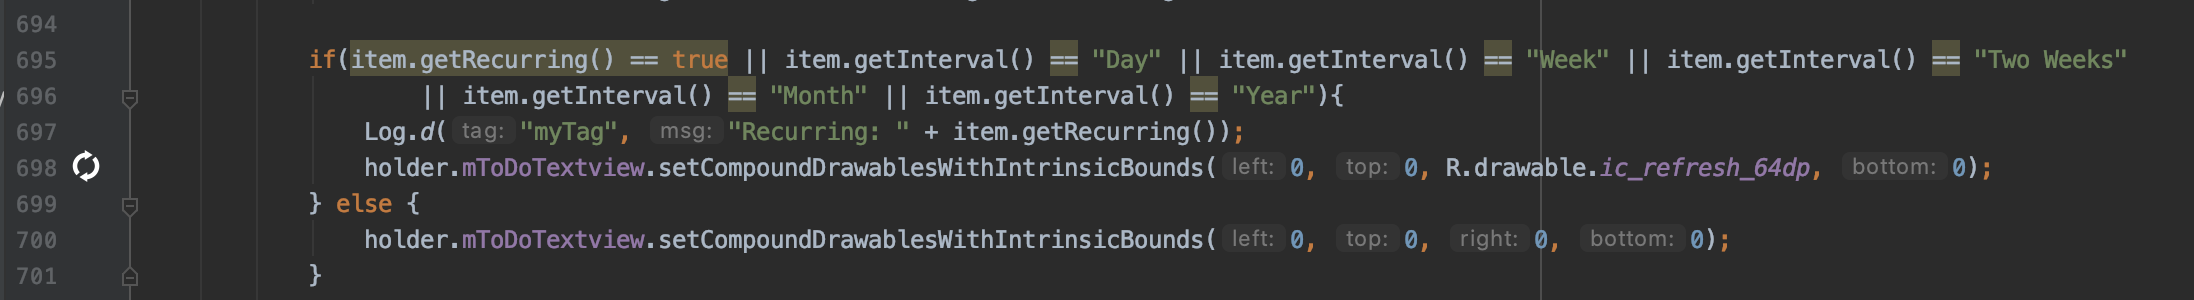 694
695 if(item.getRecurring() == true || item.getInterval() == "Day" || item.getInterval() == "Week" || item.getInterval() == "Two Weeks"
696 || item.getInterval() == "Month" || item.getInterval() == "Year"){
697 Log.d( tag: "myTag", msg: "Recurring: " + item.getRecurring());
698 holder.mToDoTextview.setCompoundDrawablesWithIntrinsicBounds( left: 0, top: 0, R.drawable.ic_refresh_64dp, bottom: 0);
699 } else {
700 holder.mToDoTextview.setCompoundDrawablesWithIntrinsicBounds( left: 0, top: 0, right: 0, bottom: 0);
701 }